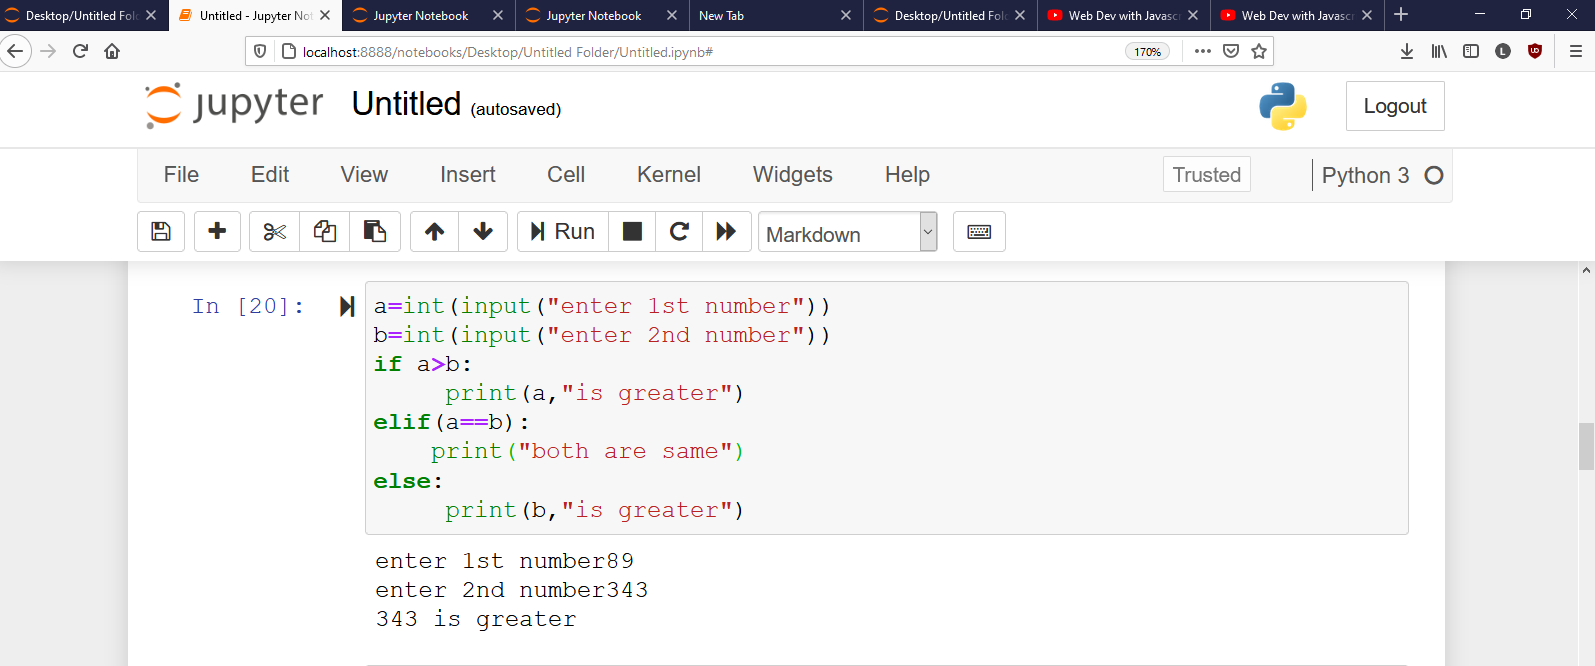 Desktop/Untitled Fol
Untitled - Jupyter No
Jupyter Notebook
Jupyter Notebook
New Tab
Desktop/Untitled Fol
Web Dev with Javasc
Web Dev with Javasc
localhost:8888/notebooks/Desktop/Untitled Folder/Untitled.ipynb#
170%
L
jupyter Untitled (autosaved)
Logout
File Edit View Insert Cell Kernel Widgets Help
Trusted
Python 3
Run
Markdown
In [20]:
a=int(input("enter 1st number"))
b=int(input("enter 2nd number"))
if a>b:
     print(a,"is greater")
elif(a==b):
    print("both are same")
else:
     print(b,"is greater")
enter 1st number89
enter 2nd number343
343 is greater